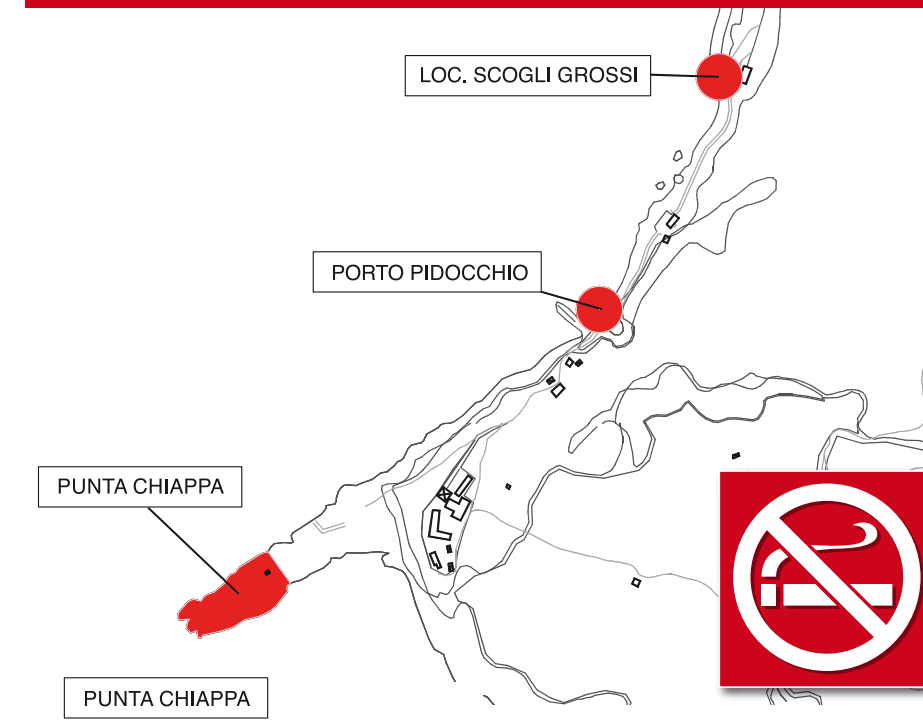 LOC. SCOGLI GROSSI
PORTO PIDOCCHIO
PUNTA CHIAPPA
PUNTA CHIAPPA